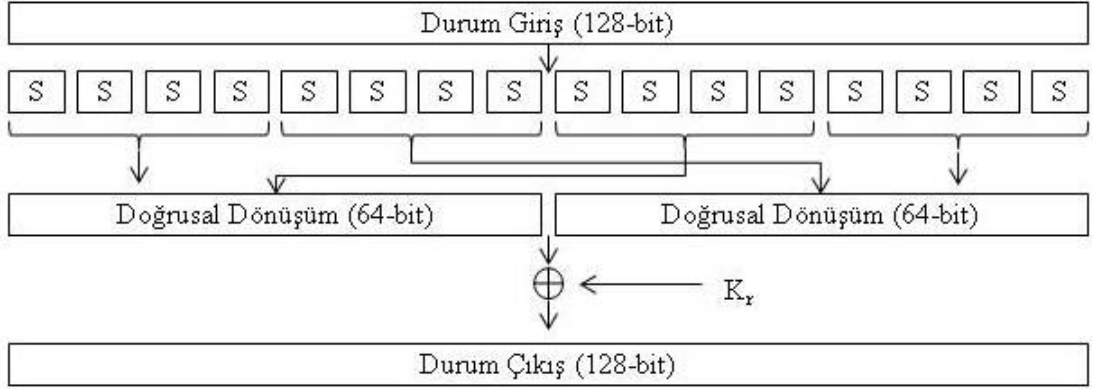 Durum Giriş (128-bit)
S S S S S S S S S S S S S S S S
Doğrusal Dönüşüm (64-bit) Doğrusal Dönüşüm (64-bit)
Kr
Durum Çıkış (128-bit)